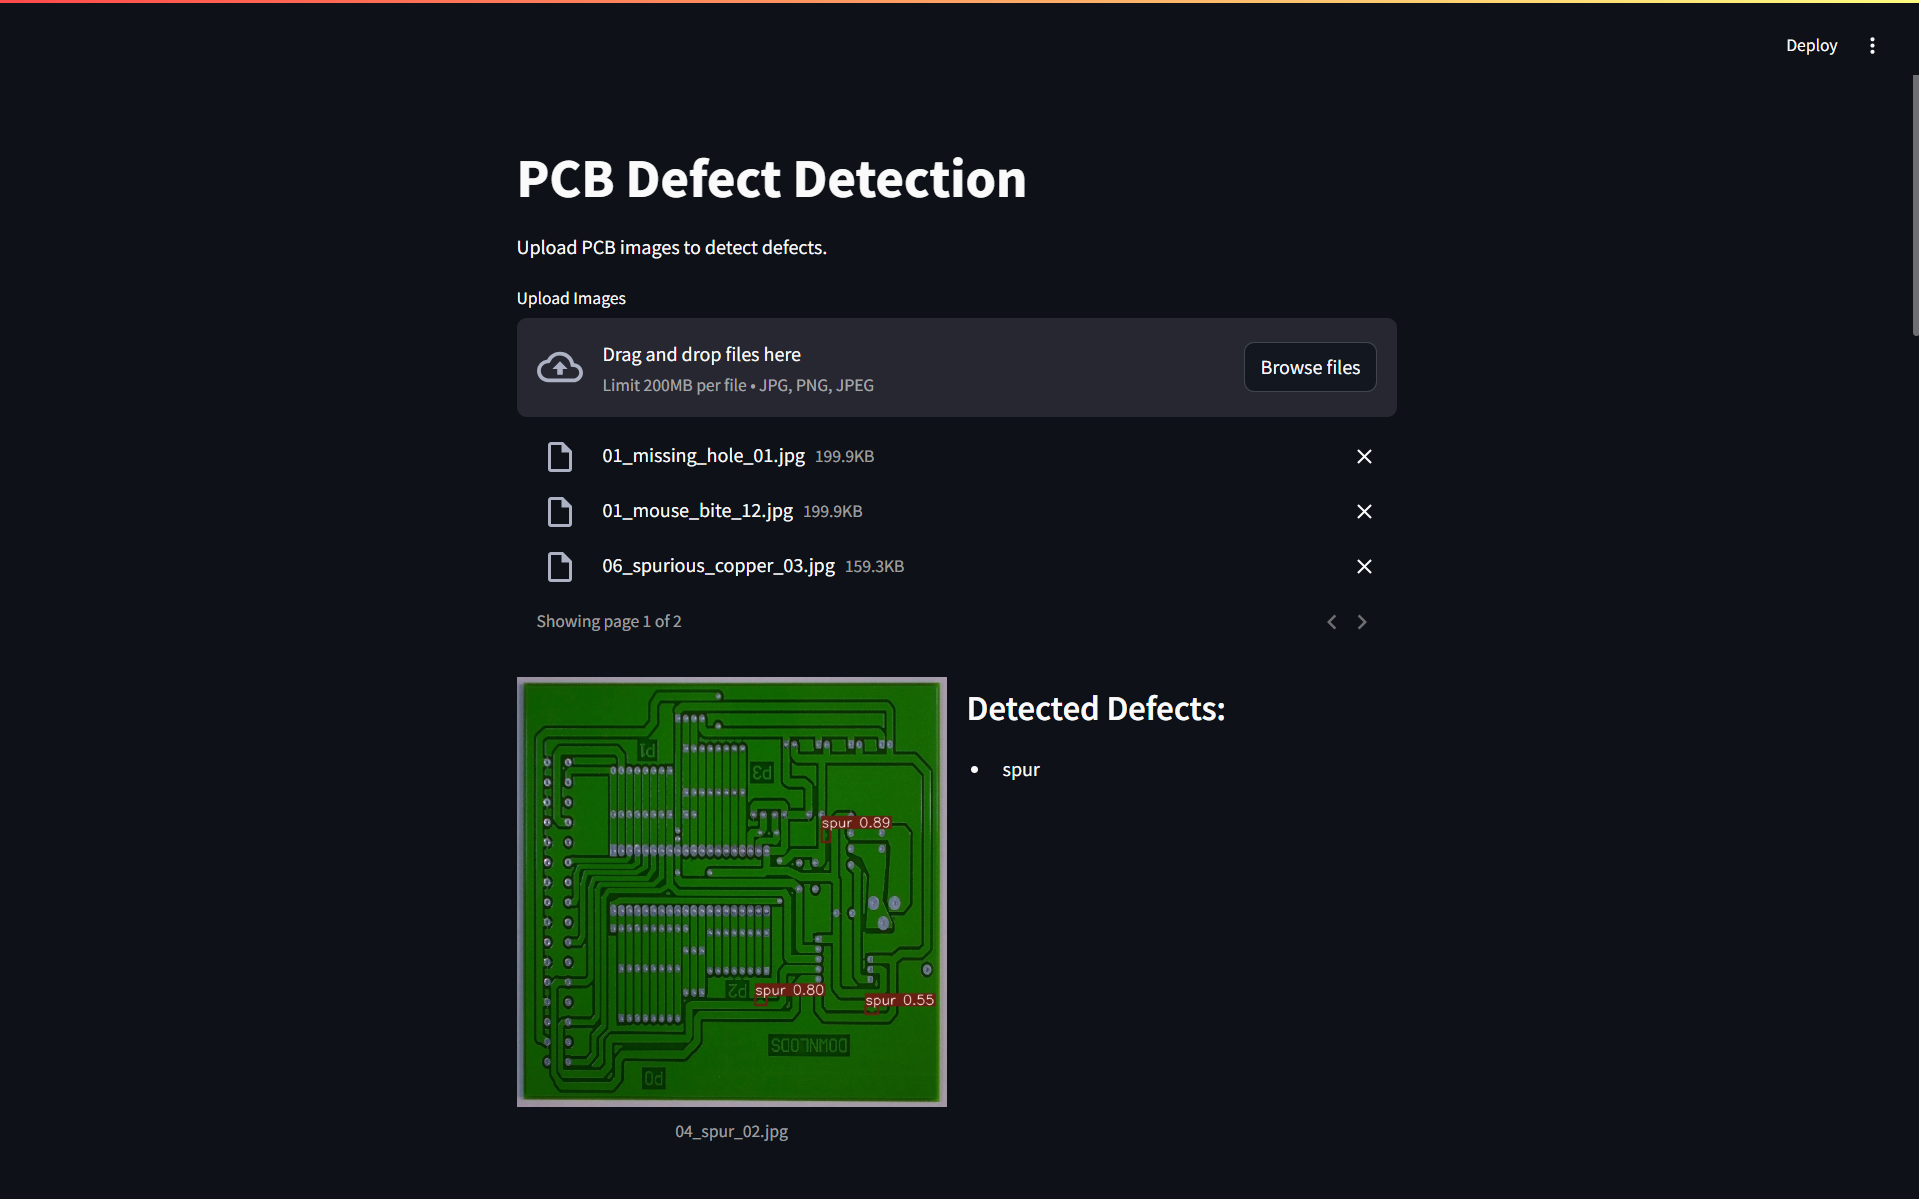 Deploy
PCB Defect Detection
Upload PCB images to detect defects.
Upload Images
Drag and drop files here
Limit 200MB per file • JPG, PNG, JPEG
Browse files
01_missing_hole_01.jpg 199.9KB
01_mouse_bite_12.jpg 199.9KB
06_spurious_copper_03.jpg 159.3KB
Showing page 1 of 2
Detected Defects:
• spur
P1
P3
spur 0.89
P2
spur 0.80
spur 0.55
DOWNLODS
P0
04_spur_02.jpg